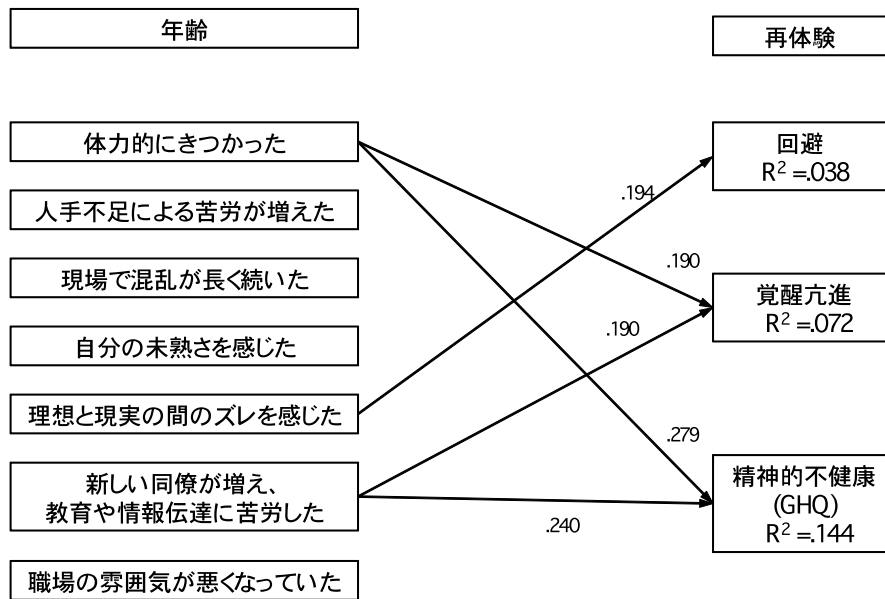 年齢
再体験
体力的にきつかった
回避
R² =.038
人手不足による苦労が増えた
.194
現場で混乱が長く続いた
.190
覚醒亢進
R² =.072
自分の未熟さを感じた
.190
理想と現実の間のズレを感じた
.279
新しい同僚が増え、
教育や情報伝達に苦労した
.240
精神的不健康
(GHQ)
R² =.144
職場の雰囲気が悪くなっていた